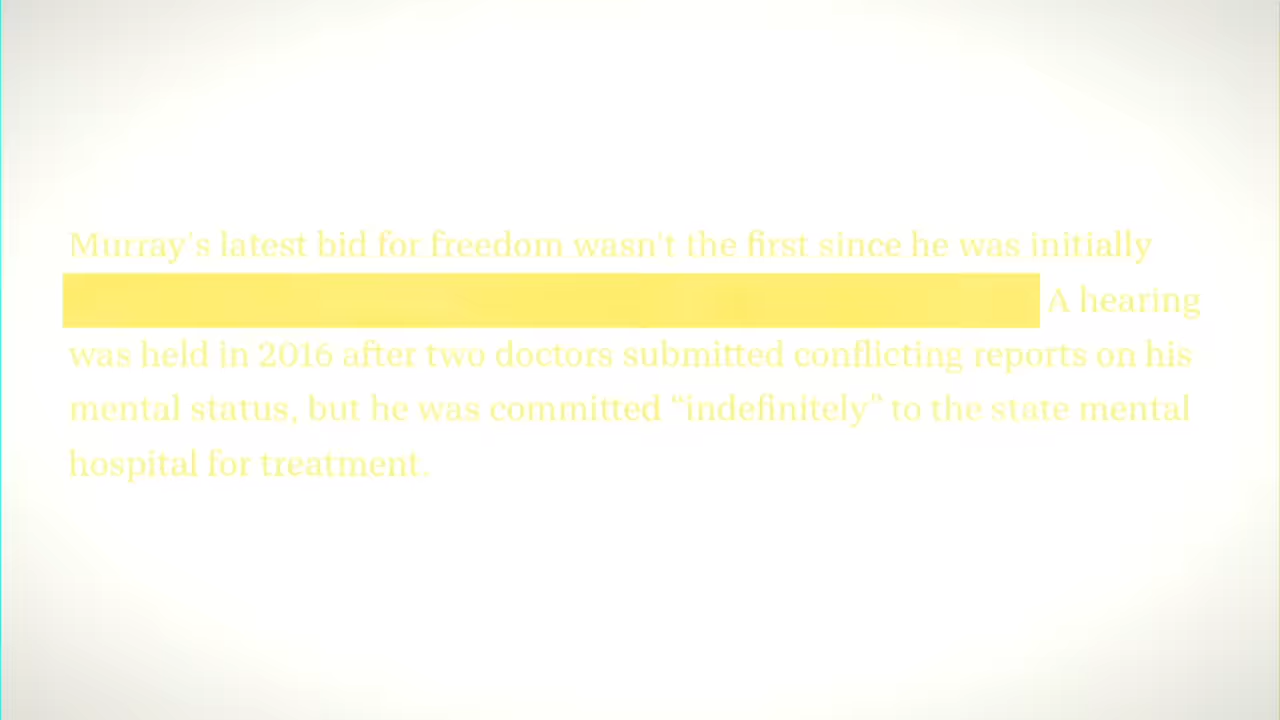 Murray's latest bid for freedom wasn't the first since he was initially
A hearing
was held in 2016 after two doctors submitted conflicting reports on his
mental status, but he was committed “indefinitely” to the state mental
hospital for treatment.